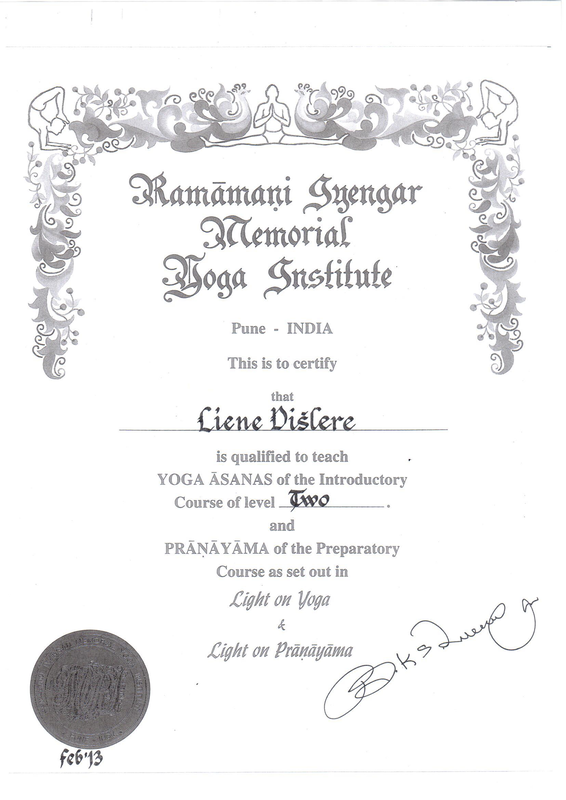 Ramāmaṇi Iyengar
Memorial
Yoga Institute
Pune - INDIA
This is to certify
that
Liene Dišlere
is qualified to teach
YOGA ĀSANAS of the Introductory
Course of level Two .
and
PRĀṆĀYĀMA of the Preparatory
Course as set out in
Light on Yoga
&
Light on Prāṇāyāma
B.K.S. Iyengar
feb'13